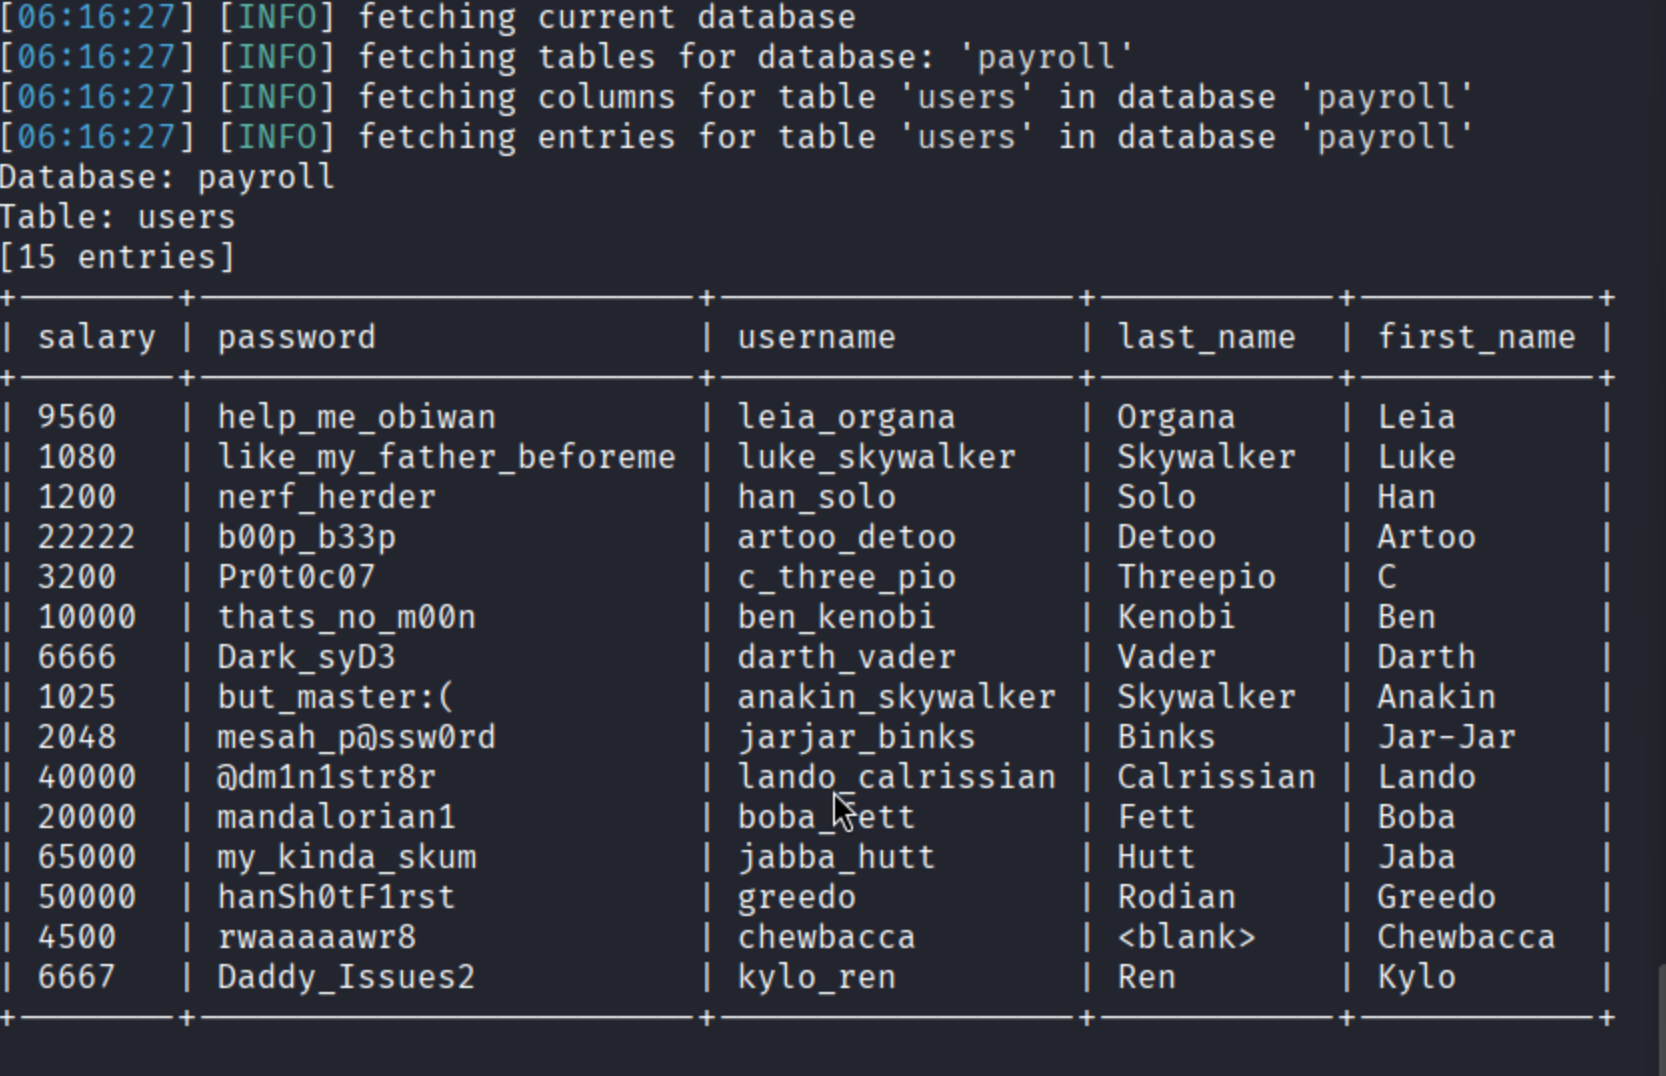 [06:16:27] [INFO] fetching current database
[06:16:27] [INFO] fetching tables for database: 'payroll'
[06:16:27] [INFO] fetching columns for table 'users' in database 'payroll'
[06:16:27] [INFO] fetching entries for table 'users' in database 'payroll'
Database: payroll
Table: users
[15 entries]
| salary | password | username | last_name | first_name |
| 9560 | help_me_obiwan | leia_organa | Organa | Leia |
| 1080 | like_my_father_beforeme | luke_skywalker | Skywalker | Luke |
| 1200 | nerf_herder | han_solo | Solo | Han |
| 22222 | b00p_b33p | artoo_detoo | Detoo | Artoo |
| 3200 | Pr0t0c07 | c_three_pio | Threepio | C |
| 10000 | thats_no_m00n | ben_kenobi | Kenobi | Ben |
| 6666 | Dark_syD3 | darth_vader | Vader | Darth |
| 1025 | but_master:( | anakin_skywalker | Skywalker | Anakin |
| 2048 | mesah_p@ssw0rd | jarjar_binks | Binks | Jar-Jar |
| 40000 | @dm1n1str8r | lando_calrissian | Calrissian | Lando |
| 20000 | mandalorian1 | boba_fett | Fett | Boba |
| 65000 | my_kinda_skum | jabba_hutt | Hutt | Jaba |
| 50000 | hanSh0tF1rst | greedo | Rodian | Greedo |
| 4500 | rwaaaaawr8 | chewbacca | <blank> | Chewbacca |
| 6667 | Daddy_Issues2 | kylo_ren | Ren | Kylo |